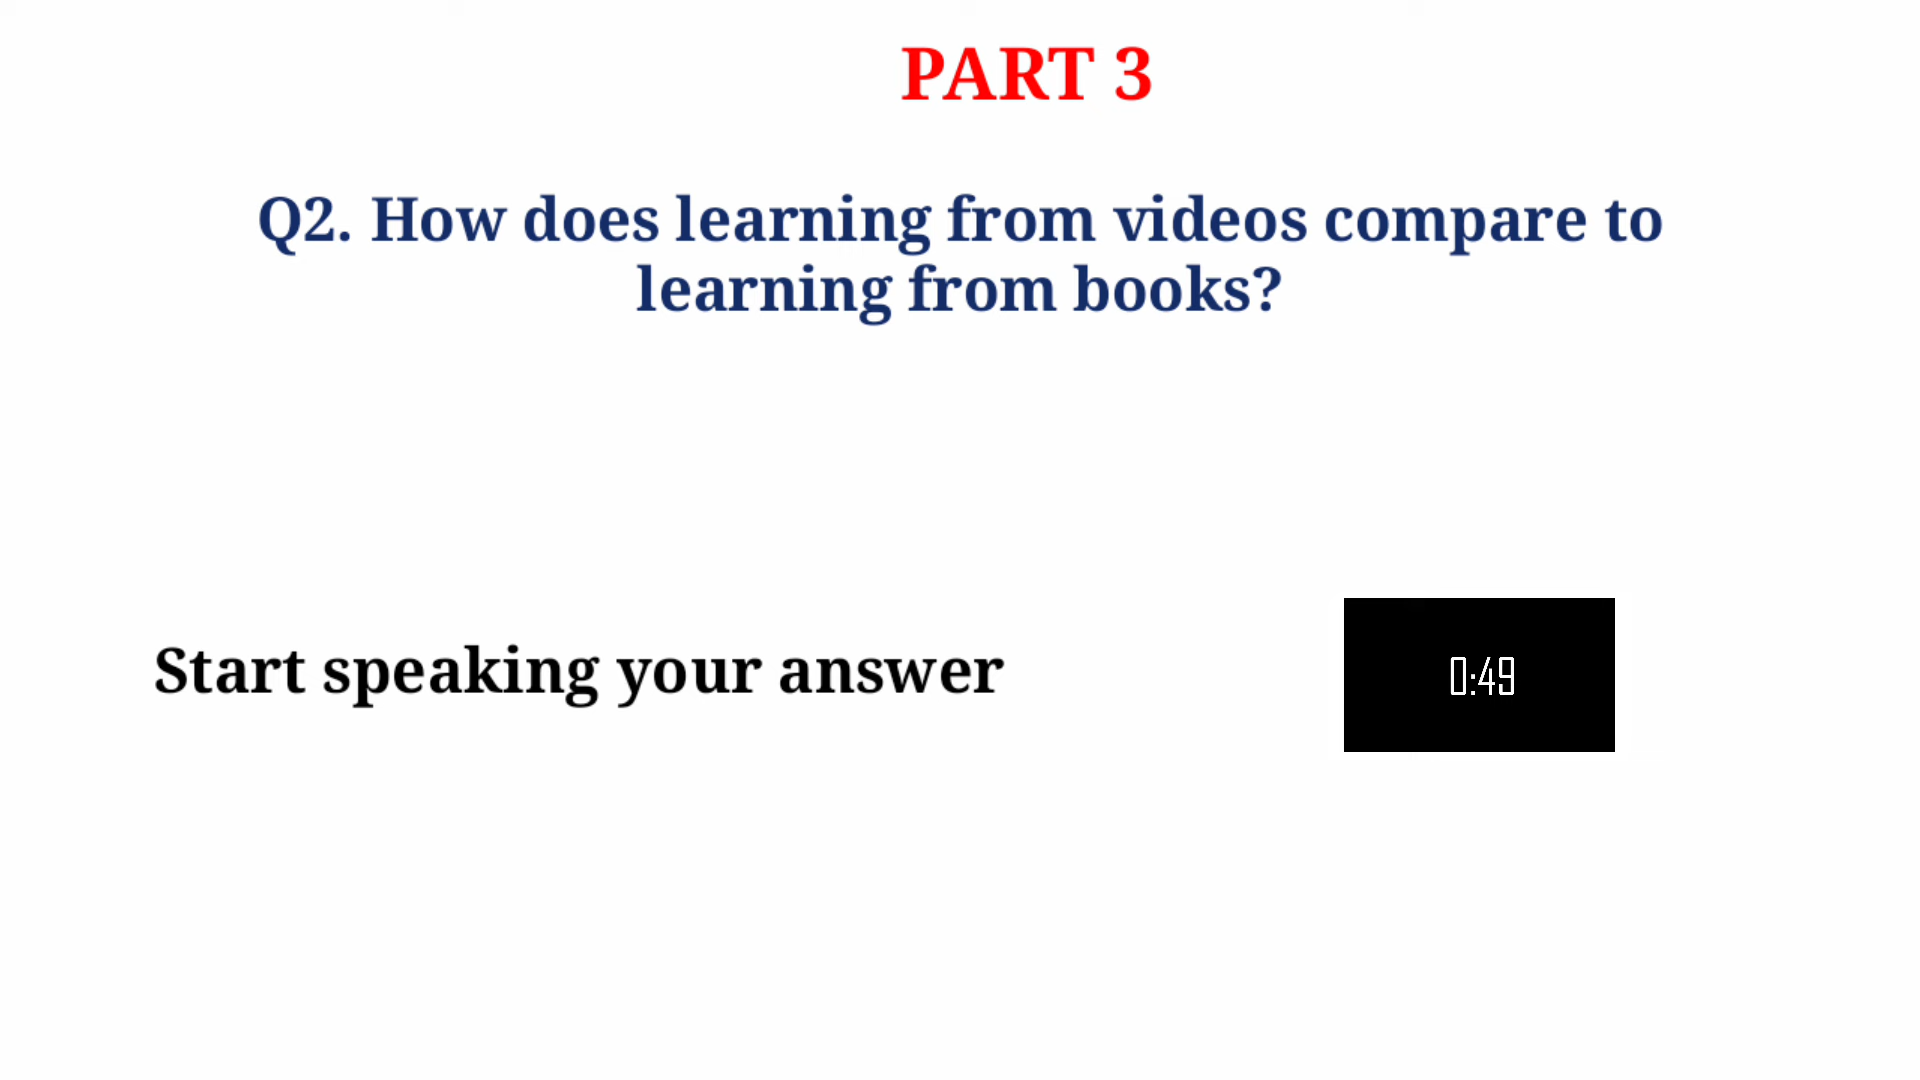 PART 3
Q2. How does learning from videos compare to
learning from books?
Start speaking your answer
0:49